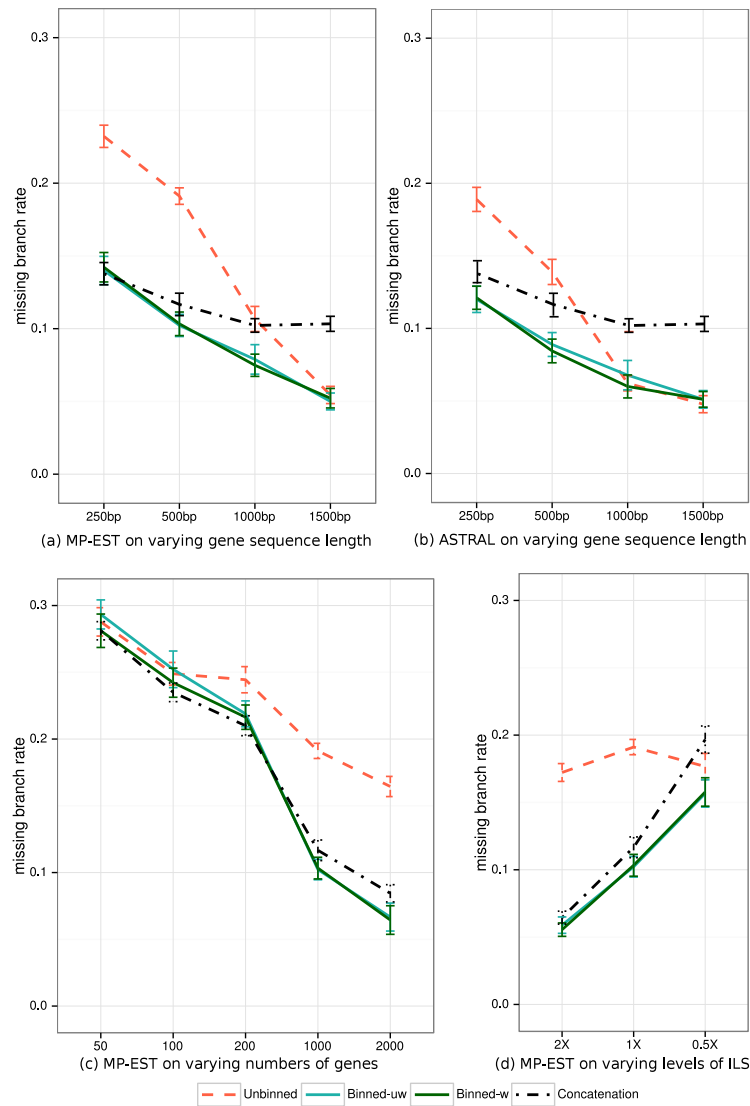 0.3
0.3
0.2
0.2
0.1
0.1
0.0
0.0
missing branch rate
missing branch rate
250bp 500bp 1000bp 1500bp
250bp 500bp 1000bp 1500bp
(a) MP-EST on varying gene sequence length
(b) ASTRAL on varying gene sequence length
0.3
0.3
0.2
0.2
0.1
0.1
0.0
0.0
missing branch rate
missing branch rate
50 100 200 1000 2000
2X 1X 0.5X
(c) MP-EST on varying numbers of genes
(d) MP-EST on varying levels of ILS
Unbinned Binned-uw Binned-w Concatenation